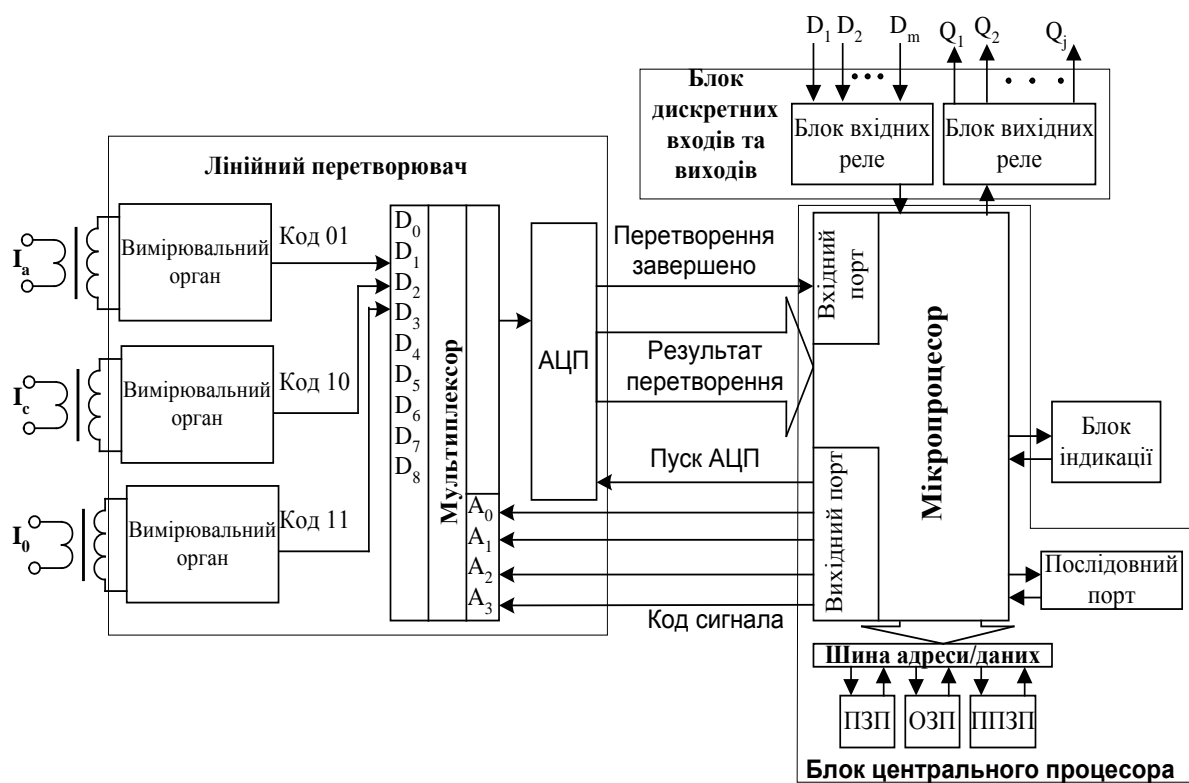 D1 D2 Dm Q1 Q2 Qj
Блок
дискретних
входів та
виходів
Блок вхідних
реле
Блок вихідних
реле
Лінійний перетворювач
Ia
Вимірювальний
орган
Код 01
Ic
Вимірювальний
орган
Код 10
I0
Вимірювальний
орган
Код 11
D0
D1
D2
D3
D4
D5
D6
D7
D8
Мультиплексор
A0
A1
A2
A3
АЦП
Перетворення
завершено
Результат
перетворення
Пуск АЦП
Код сигнала
Вхідний
порт
Вихідний порт
Мікропроцесор
Блок
індикації
Послідовний
порт
Шина адреси/даних
ПЗП
ОЗП
ППЗП
Блок центрального процесора